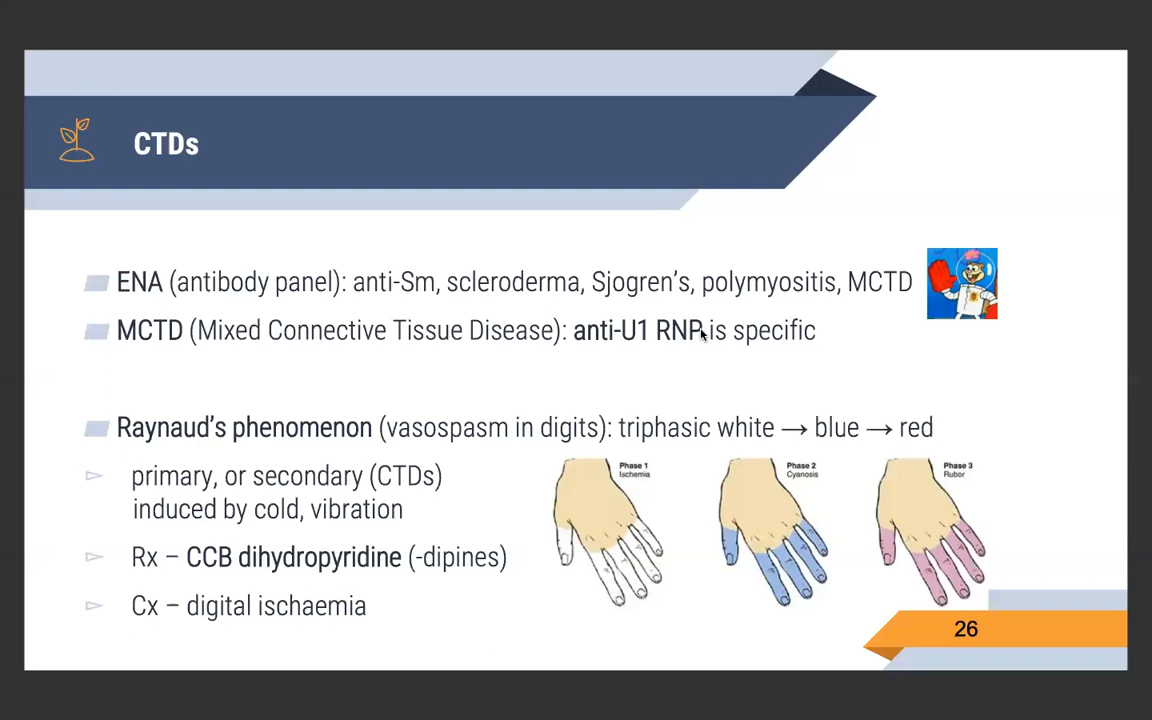 CTDs
ENA (antibody panel): anti-Sm, scleroderma, Sjogren's, polymyositis, MCTD
MCTD (Mixed Connective Tissue Disease): anti-U1 RNP is specific
Raynaud's phenomenon (vasospasm in digits): triphasic white → blue → red
primary, or secondary (CTDs)
induced by cold, vibration
Rx – CCB dihydropyridine (-dipines)
Cx – digital ischaemia
Phase 1
Ischemia
Phase 2
Cyanosis
Phase 3
Rubor
26